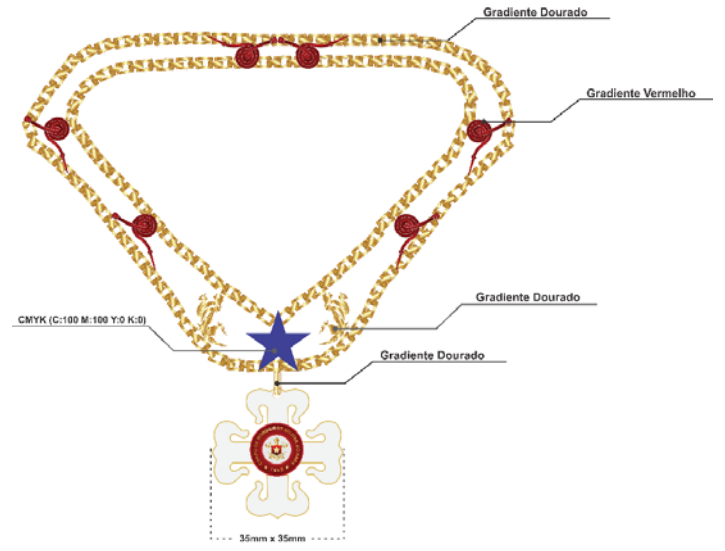 Gradiente Dourado
Gradiente Vermelho
Gradiente Dourado
CMYK (C:100 M:100 Y:0 K:0)
Gradiente Dourado
35mm x 35mm